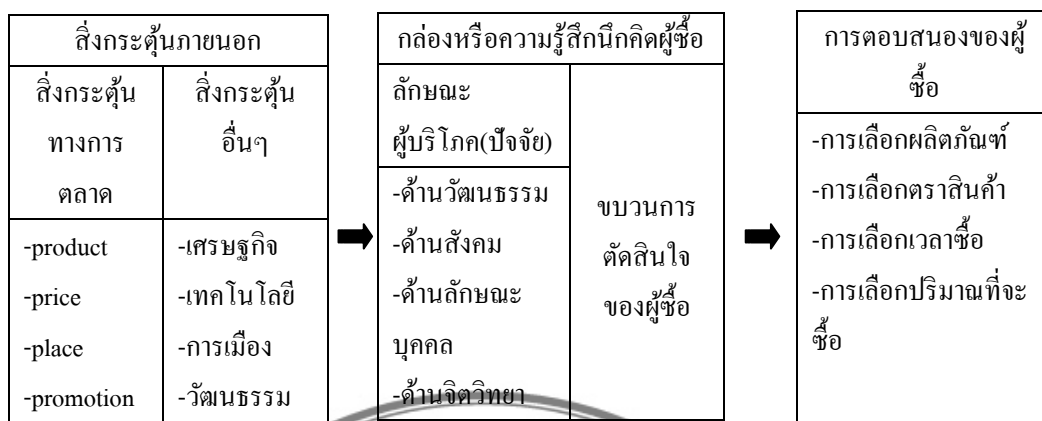 สิ่งกระตุ้นภายนอก
สิ่งกระตุ้น
ทางการ
ตลาด
สิ่งกระตุ้น
อื่นๆ
-product
-price
-place
-promotion
-เศรษฐกิจ
-เทคโนโลยี
-การเมือง
-วัฒนธรรม
กล่องหรือความรู้สึกนึกคิดผู้ซื้อ
ลักษณะ
ผู้บริโภค(ปัจจัย)
-ด้านวัฒนธรรม
-ด้านสังคม
-ด้านลักษณะ
บุคคล
-ด้านจิตวิทยา
ขบวนการ
ตัดสินใจ
ของผู้ซื้อ
การตอบสนองของผู้
ซื้อ
-การเลือกผลิตภัณฑ์
-การเลือกตราสินค้า
-การเลือกเวลาซื้อ
-การเลือกปริมาณที่จะ
ซื้อ